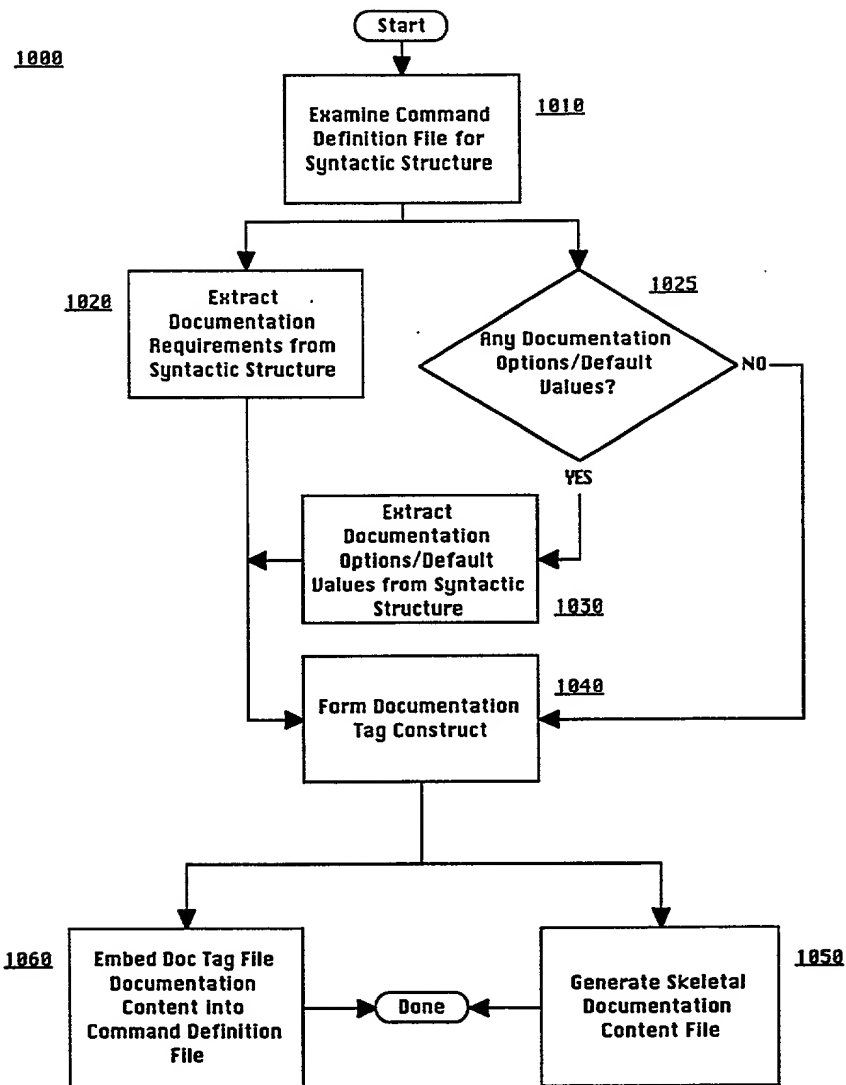 Start
1000
Examine Command
Definition File for
Syntactic Structure
1010
1020
Extract
Documentation
Requirements from
Syntactic Structure
1025
Any Documentation
Options/Default
Values?
NO
YES
Extract
Documentation
Options/Default
Values from Syntactic
Structure
1030
Form Documentation
Tag Construct
1040
1060
Embed Doc Tag File
Documentation
Content into
Command Definition
File
Done
Generate Skeletal
Documentation
Content File
1050